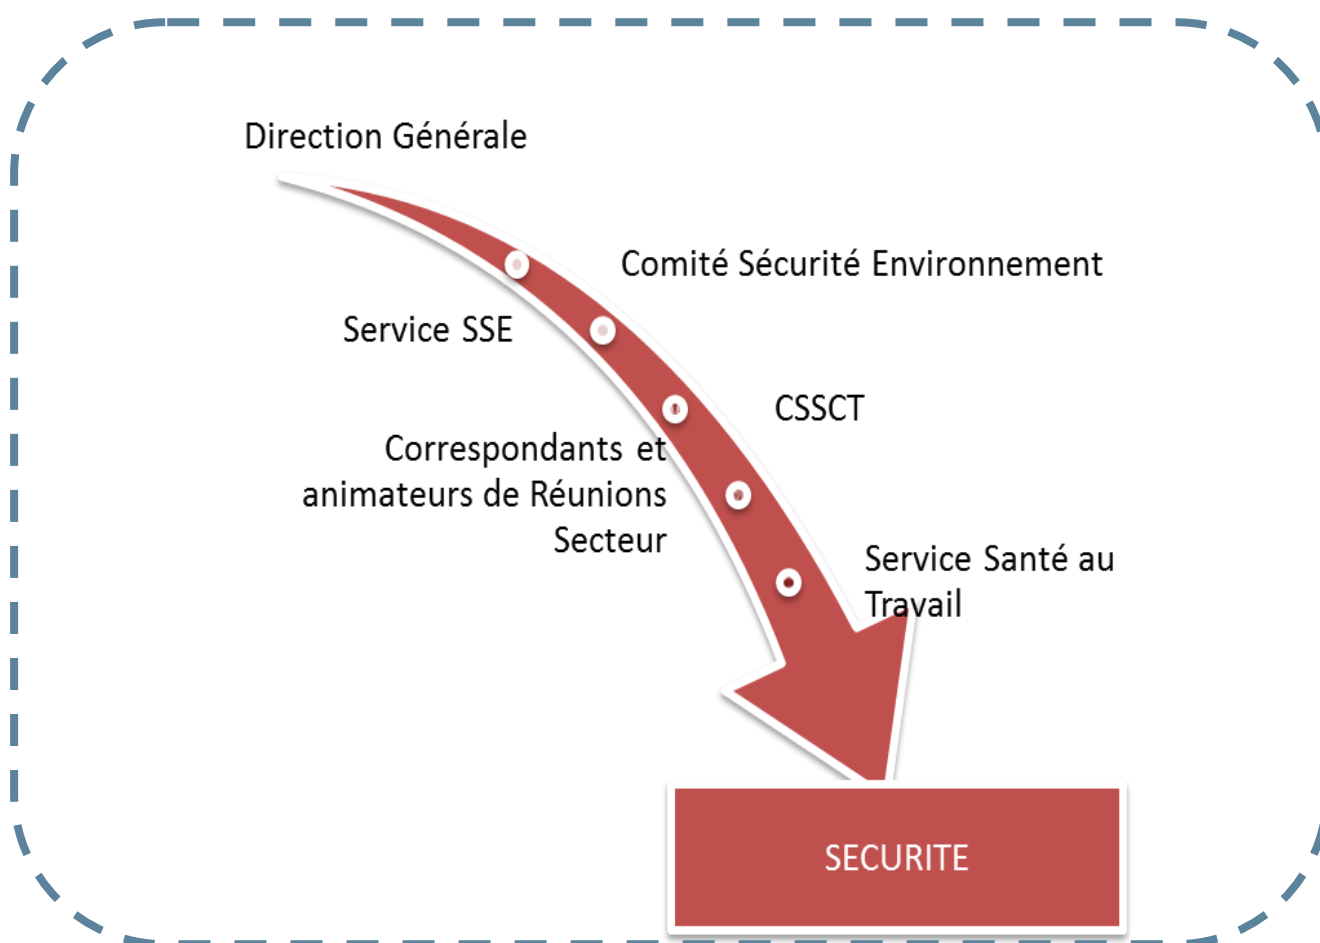 Direction Générale
Comité Sécurité Environnement
Service SSE
CSSCT
Correspondants et
animateurs de Réunions
Secteur
Service Santé au
Travail
SECURITE